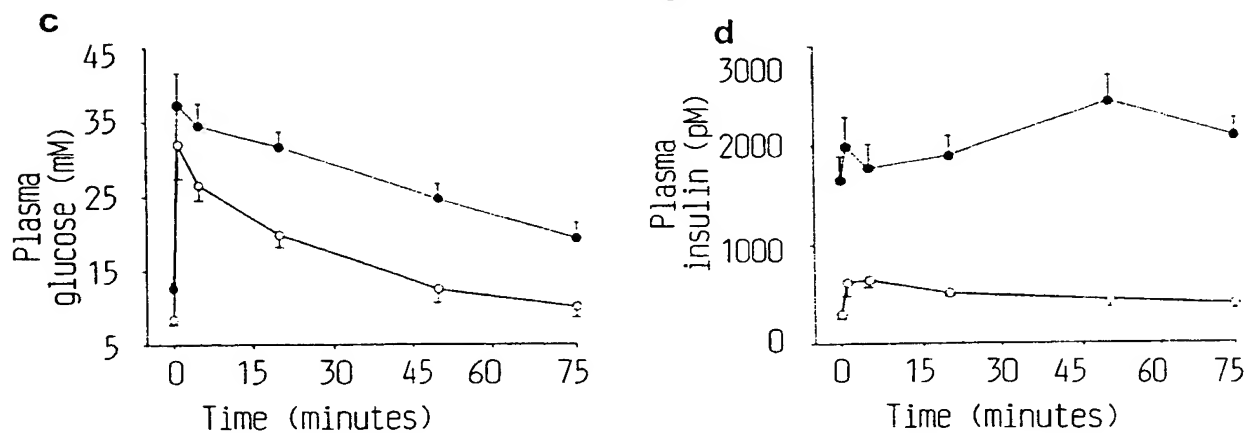 c
45
35
25
15
5
Plasma
glucose (mM)
0 15 30 45 60 75
Time (minutes)
d
3000
2000
1000
0
Plasma
insulin (pM)
0 15 30 45 60 75
Time (minutes)